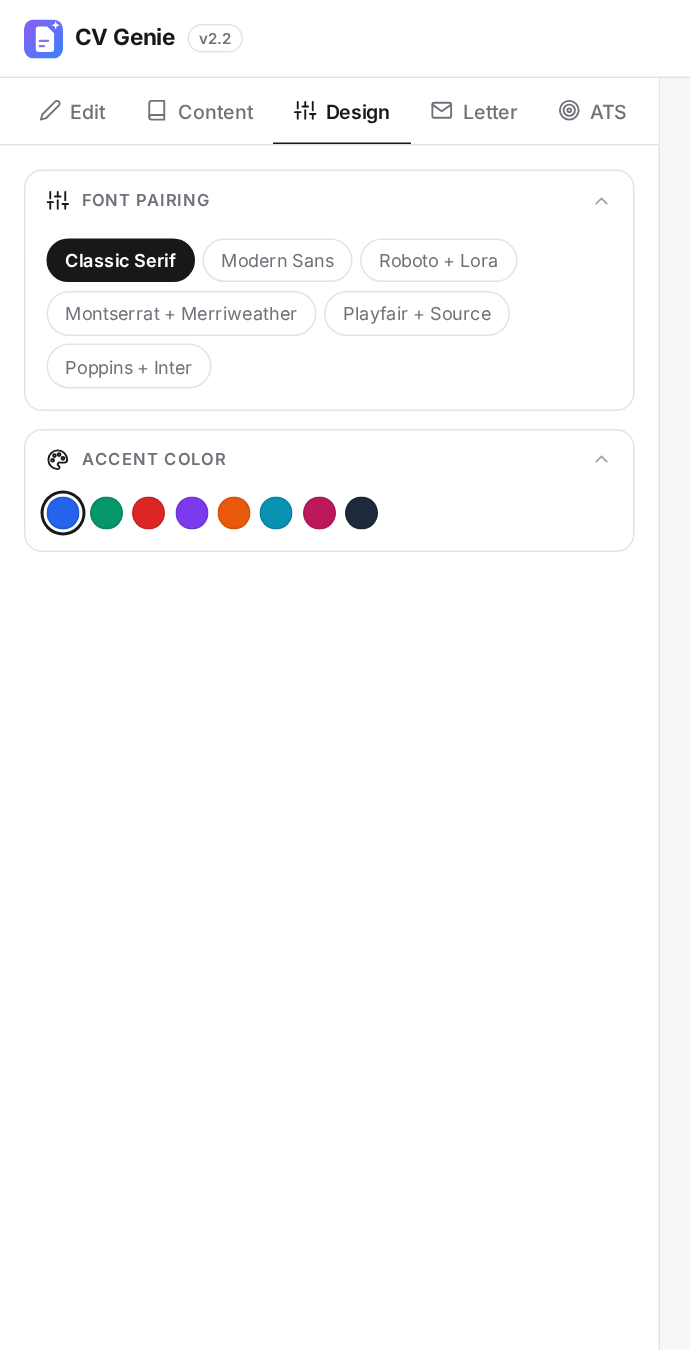 CV Genie v2.2
Edit Content Design Letter ATS
FONT PAIRING
Classic Serif Modern Sans Roboto + Lora
Montserrat + Merriweather Playfair + Source
Poppins + Inter
ACCENT COLOR